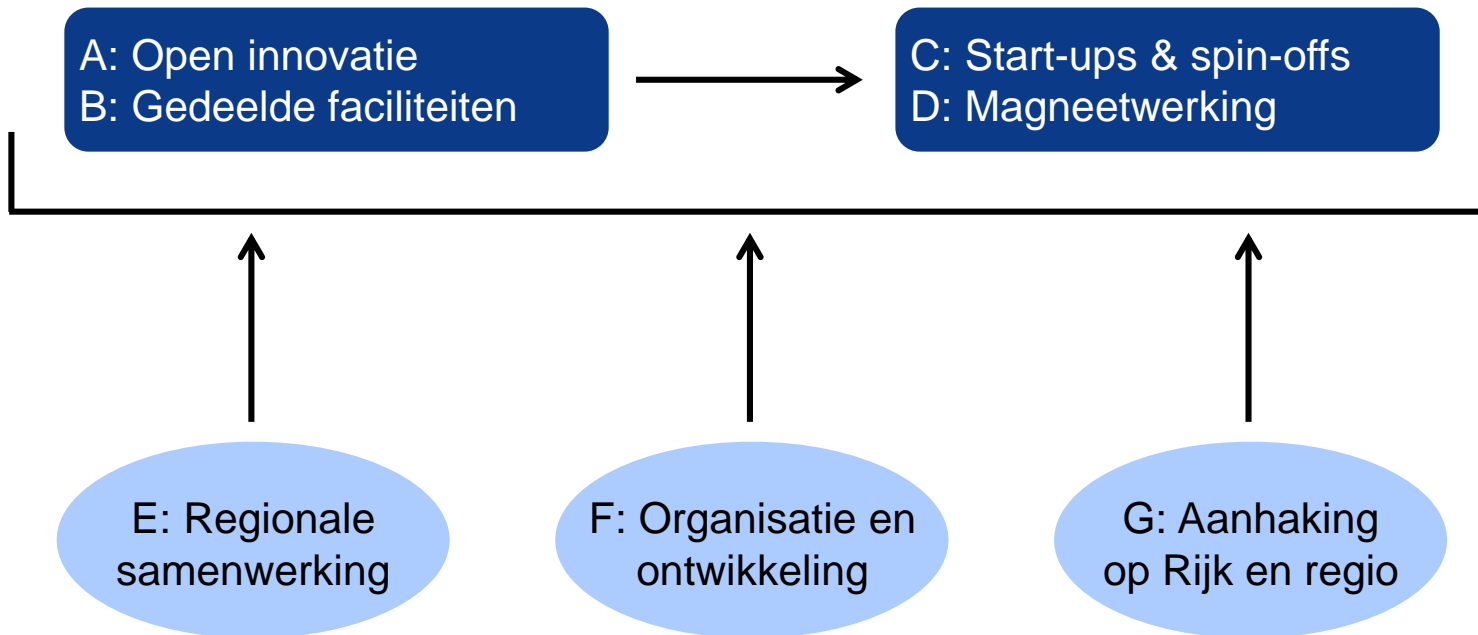 A: Open innovatie
B: Gedeelde faciliteiten
C: Start-ups & spin-offs
D: Magneetwerking
E: Regionale
samenwerking
F: Organisatie en
ontwikkeling
G: Aanhaking
op Rijk en regio